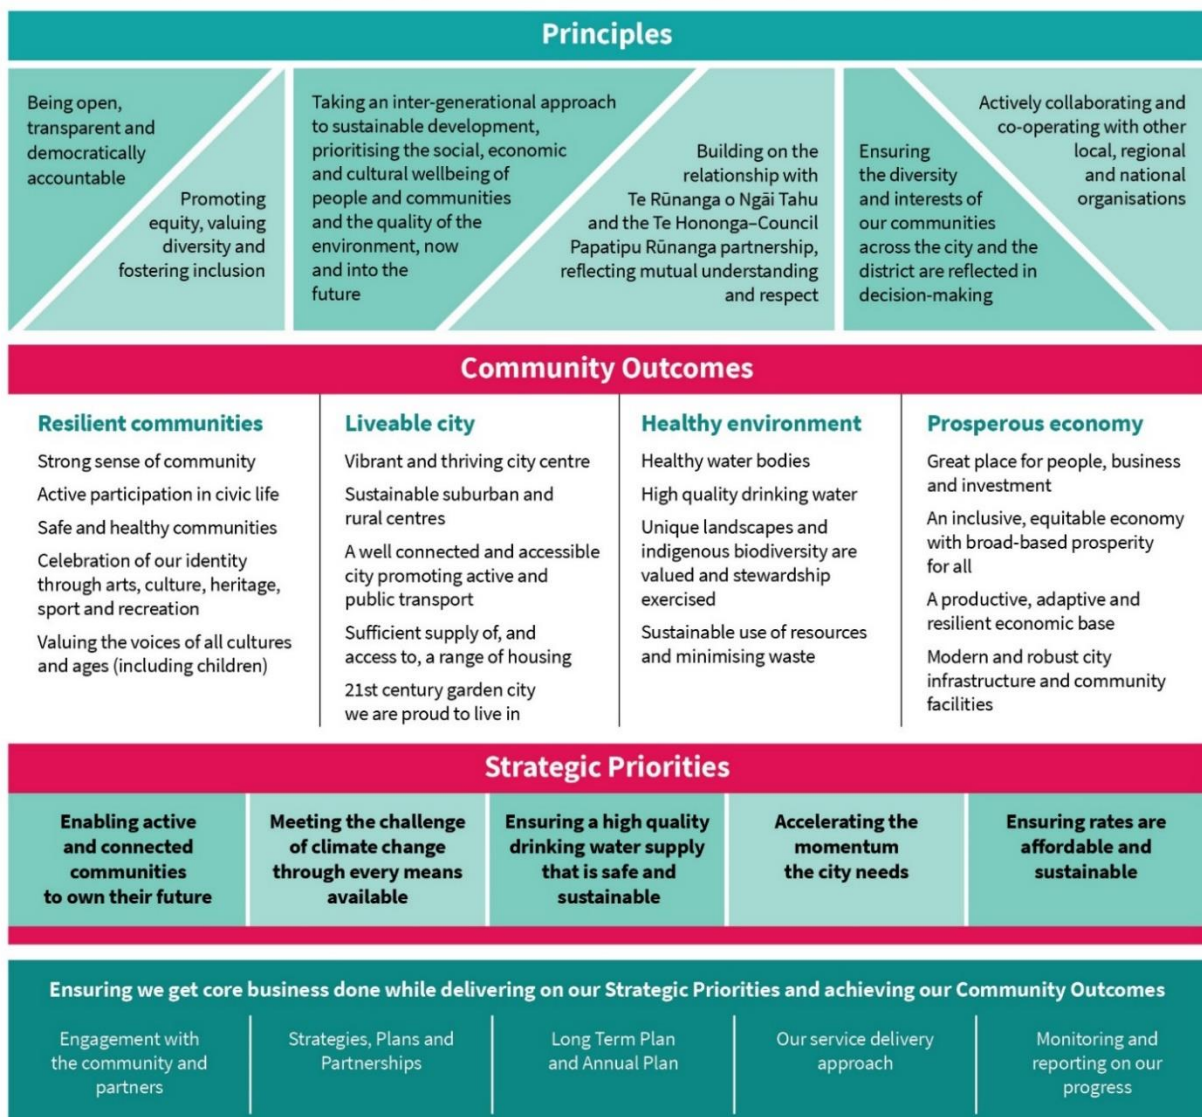 Principles
Being open,
transparent and
democratically
accountable
Promoting
equity, valuing
diversity and
fostering inclusion
Taking an inter-generational approach
to sustainable development,
prioritising the social, economic
and cultural wellbeing of
people and communities
and the quality of the
environment, now
and into the
future
Building on the
relationship with
Te Rūnanga o Ngāi Tahu
and the Te Hononga–Council
Papatipu Rūnanga partnership,
reflecting mutual understanding
and respect
Ensuring
the diversity
and interests of
our communities
across the city and the
district are reflected in
decision-making
Actively collaborating and
co-operating with other
local, regional
and national
organisations
Community Outcomes
Resilient communities
Strong sense of community
Active participation in civic life
Safe and healthy communities
Celebration of our identity
through arts, culture, heritage,
sport and recreation
Valuing the voices of all cultures
and ages (including children)
Liveable city
Vibrant and thriving city centre
Sustainable suburban and
rural centres
A well connected and accessible
city promoting active and
public transport
Sufficient supply of, and
access to, a range of housing
21st century garden city
we are proud to live in
Healthy environment
Healthy water bodies
High quality drinking water
Unique landscapes and
indigenous biodiversity are
valued and stewardship
exercised
Sustainable use of resources
and minimising waste
Prosperous economy
Great place for people, business
and investment
An inclusive, equitable economy
with broad-based prosperity
for all
A productive, adaptive and
resilient economic base
Modern and robust city
infrastructure and community
facilities
Strategic Priorities
Enabling active
and connected
communities
to own their future
Meeting the challenge
of climate change
through every means
available
Ensuring a high quality
drinking water supply
that is safe and
sustainable
Accelerating the
momentum
the city needs
Ensuring rates are
affordable and
sustainable
Ensuring we get core business done while delivering on our Strategic Priorities and achieving our Community Outcomes
Engagement with
the community and
partners
Strategies, Plans and
Partnerships
Long Term Plan
and Annual Plan
Our service delivery
approach
Monitoring and
reporting on our
progress